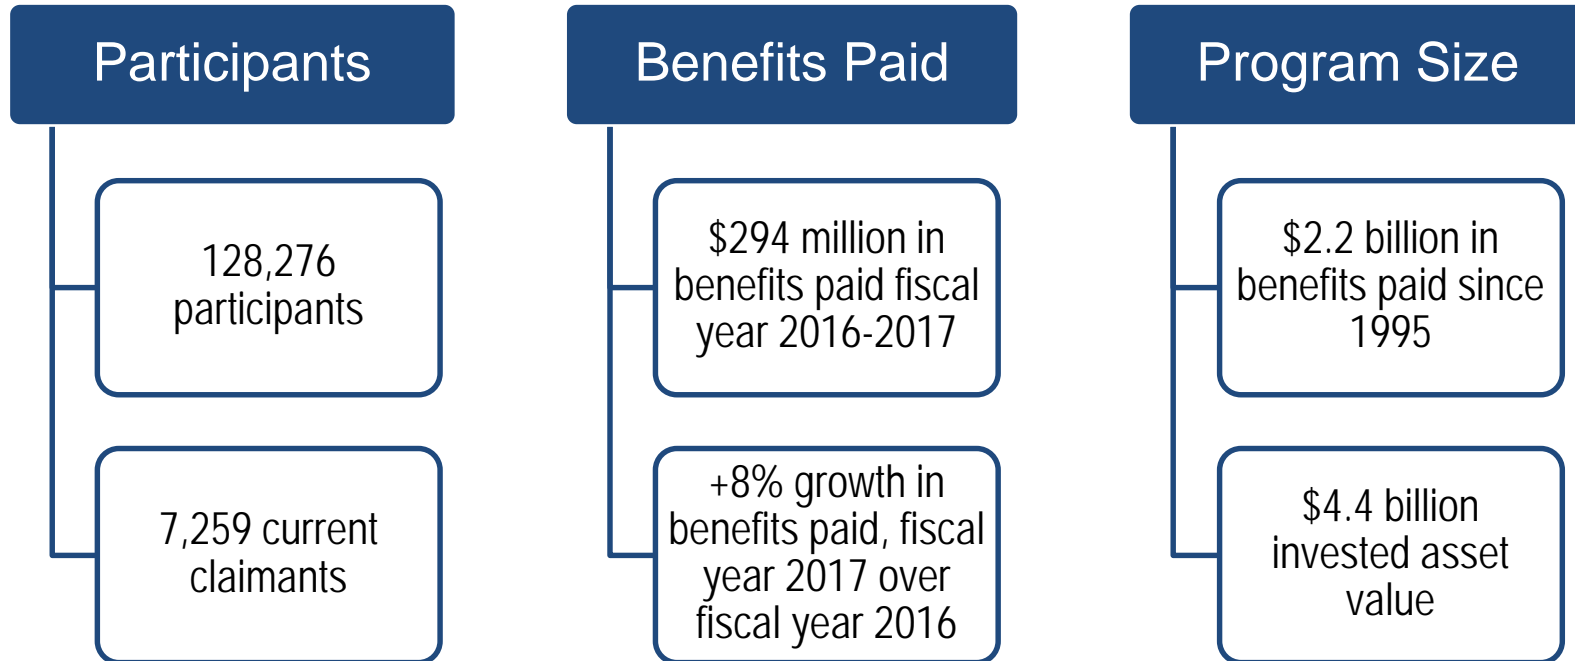 Participants
128,276
participants
7,259 current
claimants
Benefits Paid
$294 million in
benefits paid fiscal
year 2016-2017
+8% growth in
benefits paid, fiscal
year 2017 over
fiscal year 2016
Program Size
$2.2 billion in
benefits paid since
1995
$4.4 billion
invested asset
value